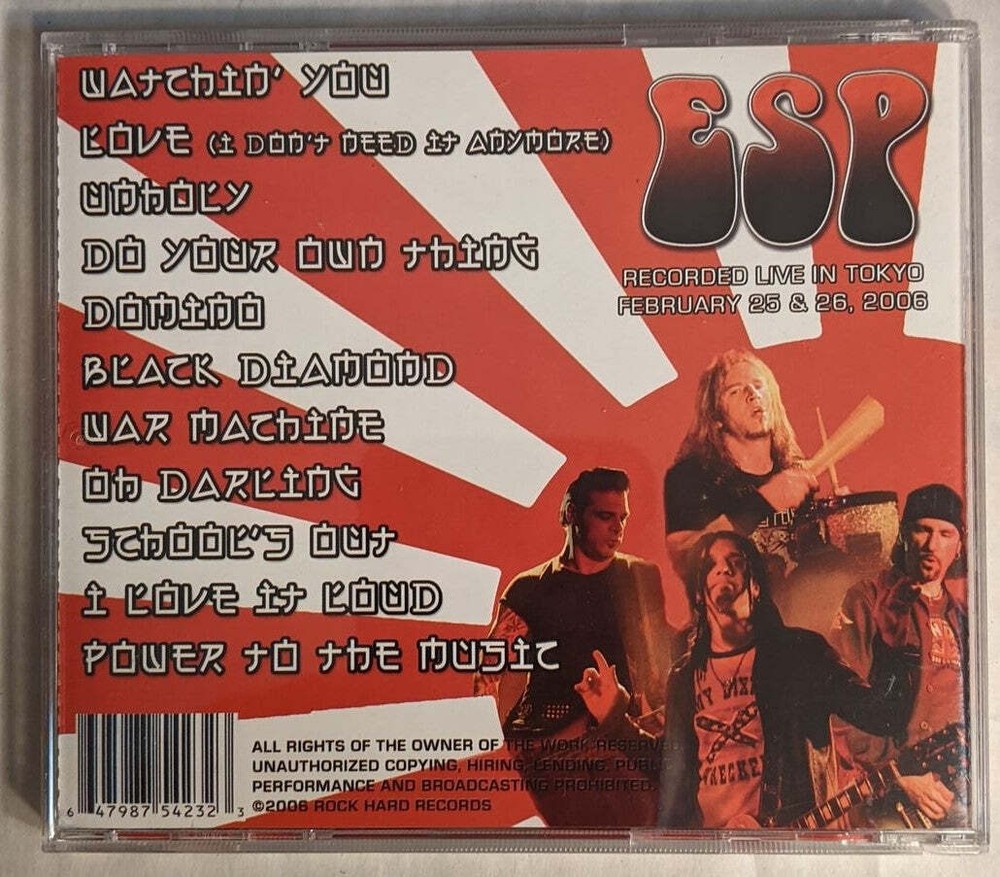 WATCHIN' YOU
LOVE (I DON'T NEED IT ANYMORE)
UNHOLY
DO YOUR OWN THING
DOMINO
BLACK DIAMOND
WAR MACHINE
OH DARLING
SCHOOL'S OUT
I LOVE IT LOUD
POWER TO THE MUSIC
ESP
RECORDED LIVE IN TOKYO
FEBRUARY 25 & 26, 2006
ALL RIGHTS OF THE OWNER OF THE WORK RESERVED
UNAUTHORIZED COPYING, HIRING, LENDING, PUBLIC
PERFORMANCE AND BROADCASTING PROHIBITED.
©2006 ROCK HARD RECORDS
6 47987 54232 3